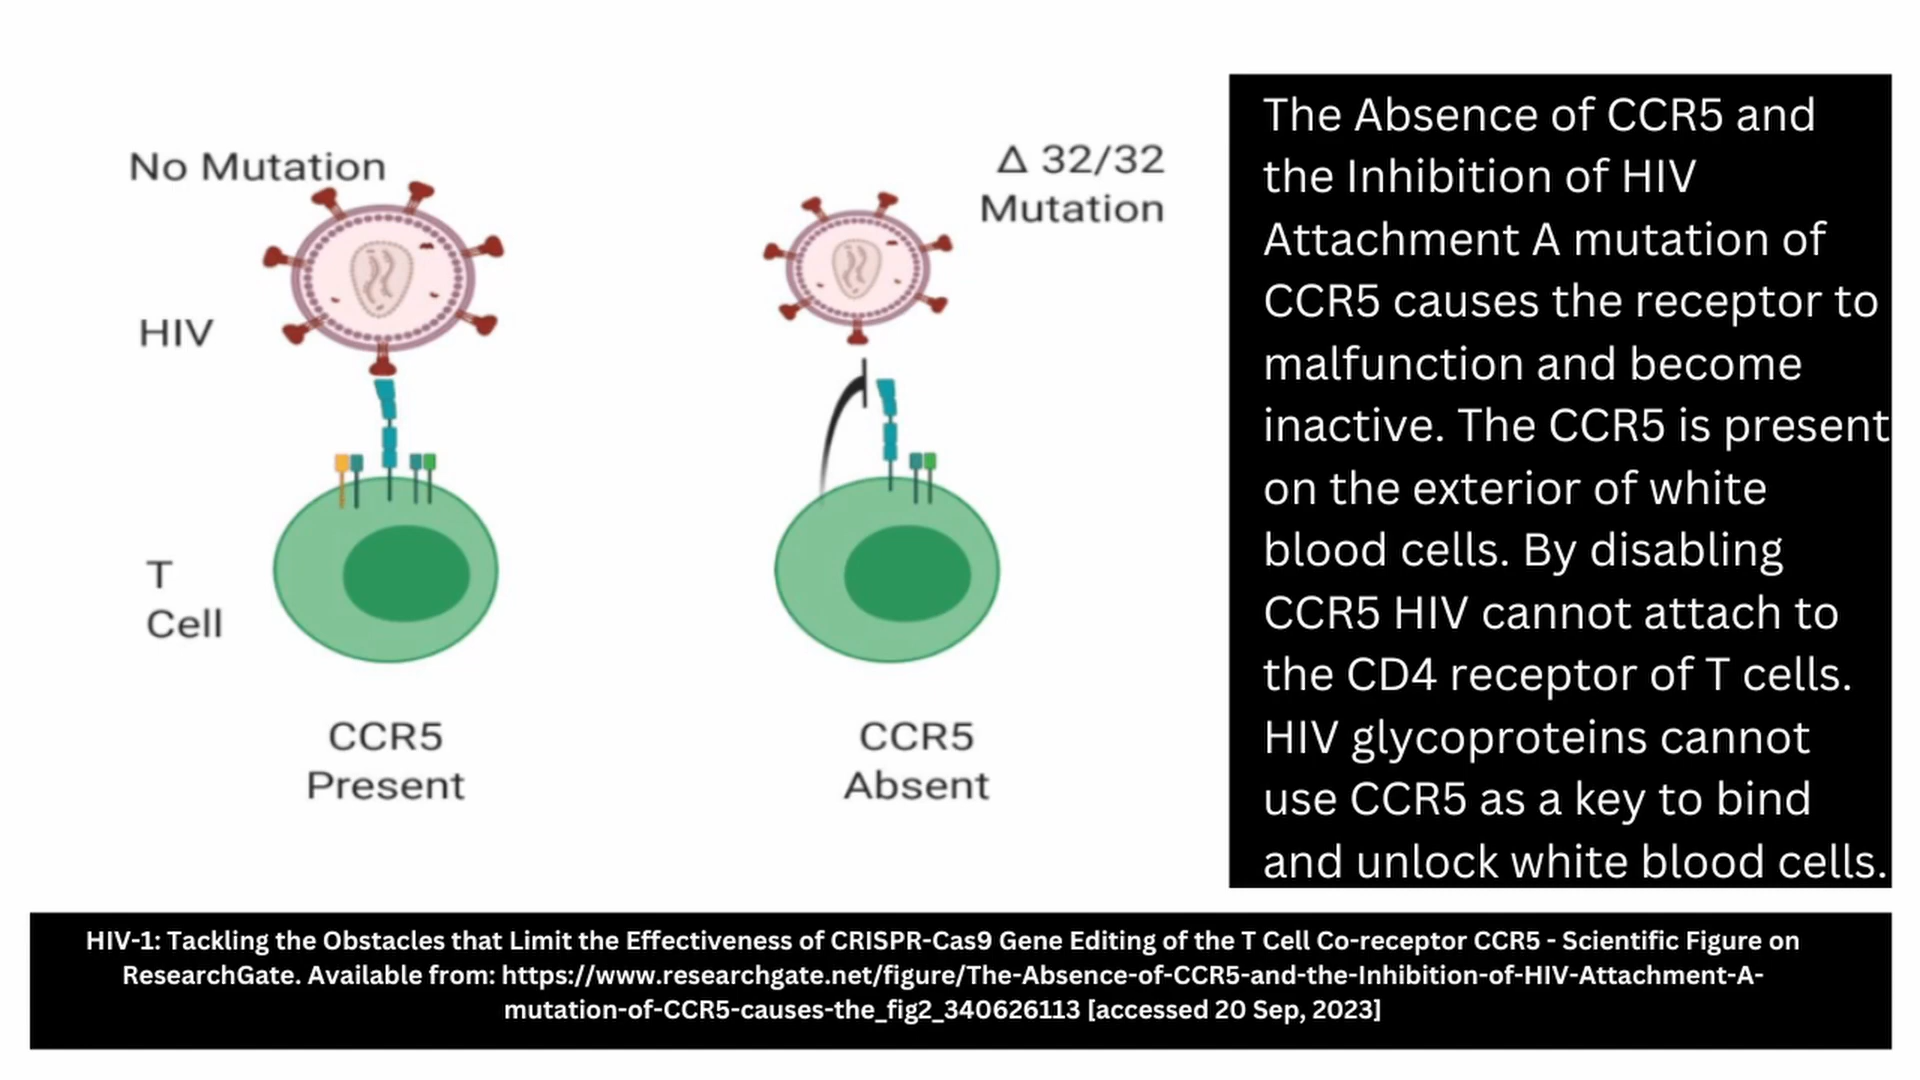 No Mutation
HIV
T
Cell
CCR5
Present
Δ 32/32
Mutation
CCR5
Absent
The Absence of CCR5 and
the Inhibition of HIV
Attachment A mutation of
CCR5 causes the receptor to
malfunction and become
inactive. The CCR5 is present
on the exterior of white
blood cells. By disabling
CCR5 HIV cannot attach to
the CD4 receptor of T cells.
HIV glycoproteins cannot
use CCR5 as a key to bind
and unlock white blood cells.
HIV-1: Tackling the Obstacles that Limit the Effectiveness of CRISPR-Cas9 Gene Editing of the T Cell Co-receptor CCR5 - Scientific Figure on
ResearchGate. Available from: https://www.researchgate.net/figure/The-Absence-of-CCR5-and-the-Inhibition-of-HIV-Attachment-A-
mutation-of-CCR5-causes-the_fig2_340626113 [accessed 20 Sep, 2023]